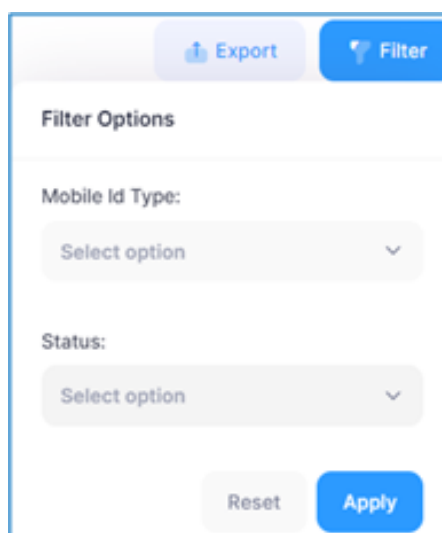 Export Filter
Filter Options
Mobile Id Type:
Select option
Status:
Select option
Reset Apply